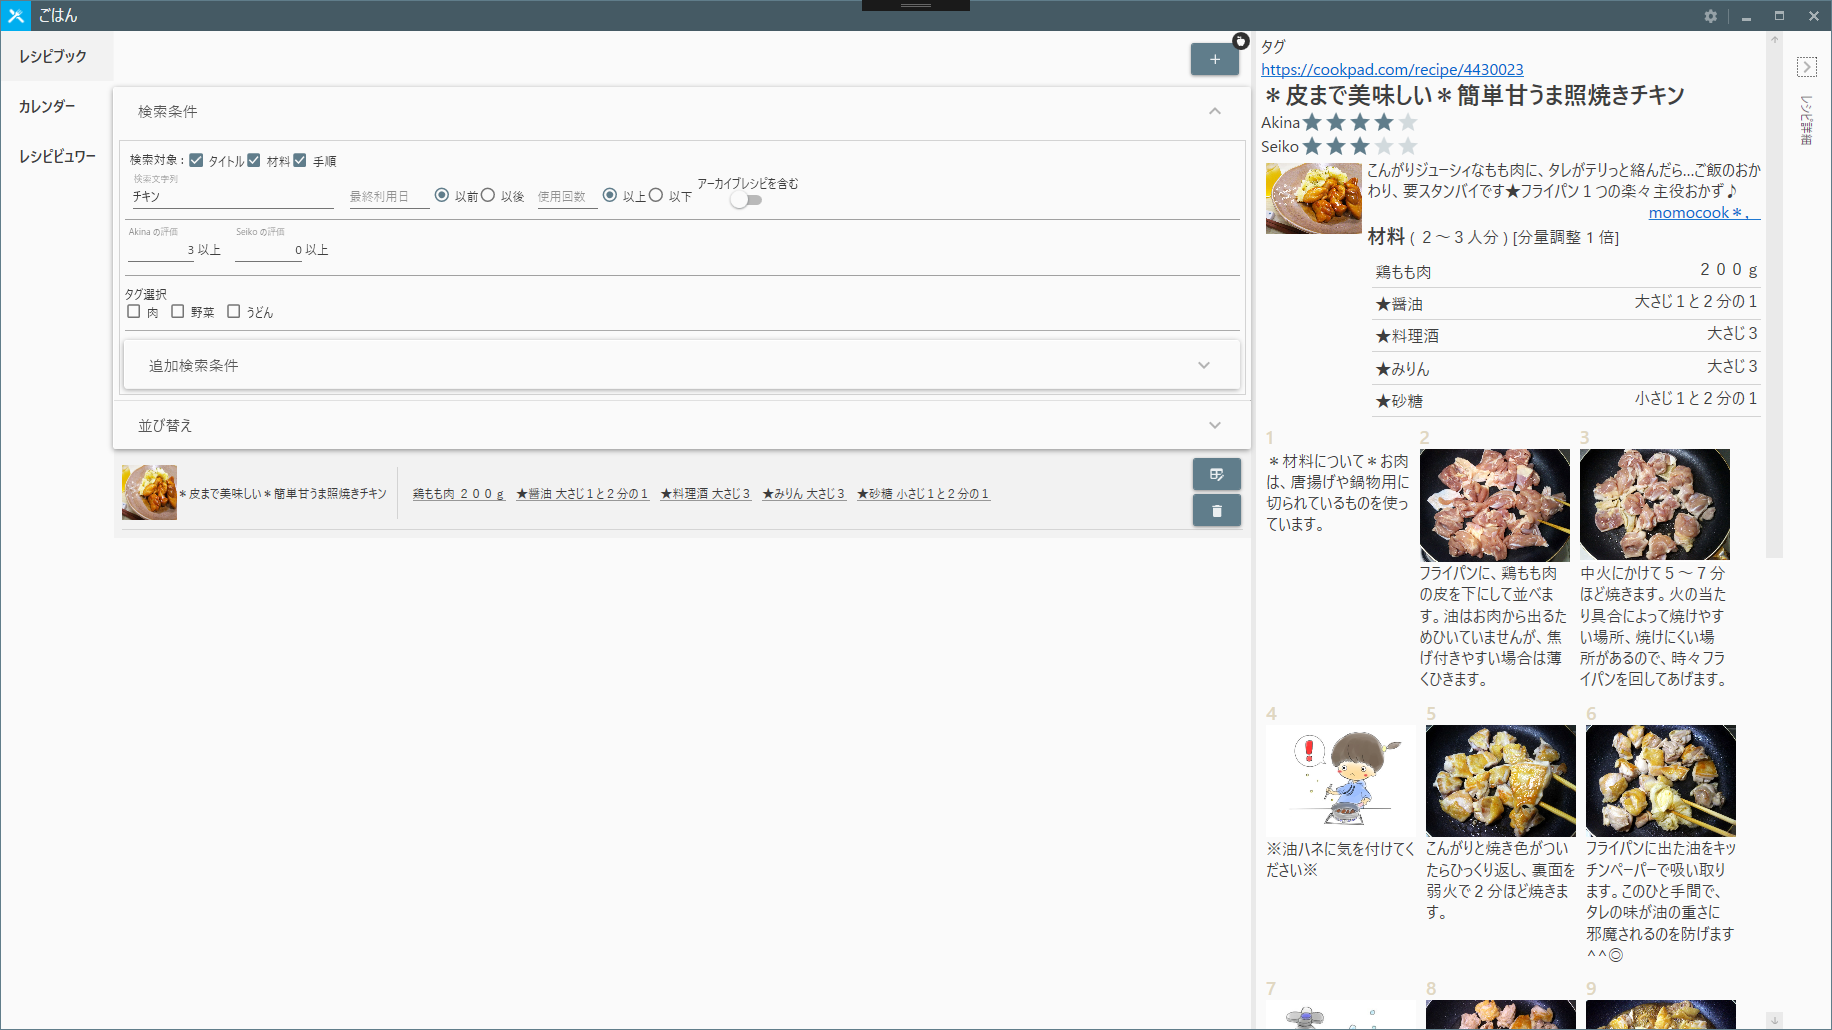 ごはん
レシピブック
カレンダー
レシピビュワー
+
検索条件
検索対象 : タイトル 材料 手順
検索文字列
チキン
最終利用日 以前 以後
使用回数 以上 以下
アーカイブレシピを含む
Akina の評価
3 以上
Seiko の評価
0 以上
タグ選択
肉 野菜 うどん
追加検索条件
並び替え
＊皮まで美味しい＊簡単甘うま照焼きチキン
鶏もも肉 ２００ｇ ★醤油 大さじ１と２分の１ ★料理酒 大さじ３ ★みりん 大さじ３ ★砂糖 小さじ１と２分の１
タグ
https://cookpad.com/recipe/4430023
＊皮まで美味しい＊簡単甘うま照焼きチキン
Akina ★★★★★
Seiko ★★★★★
こんがりジューシィなもも肉に、タレがテリっと絡んだら…ご飯のおか
わり、要スタンバイです★フライパン１つの楽々主役おかず♪
momocook＊．
材料 ( ２～３人分 ) [分量調整 1 倍]
鶏もも肉 ２００ｇ
★醤油 大さじ１と２分の１
★料理酒 大さじ３
★みりん 大さじ３
★砂糖 小さじ１と２分の１
1
＊材料について＊お肉
は、唐揚げや鍋物用に
切られているものを使っ
ています。
2
フライパンに、鶏もも肉
の皮を下にして並べま
す。油はお肉から出るた
めひいていませんが、焦
げ付きやすい場合は薄
くひきます。
3
中火にかけて５～７分
ほど焼きます。火の当た
り具合によって焼けやす
い場所、焼けにくい場
所があるので、時々フラ
イパンを回してあげます。
4
※油ハネに気を付けてく
ださい※
5
こんがりと焼き色がつい
たらひっくり返し、裏面を
弱火で２分ほど焼きま
す。
6
フライパンに出た油をキッ
チンペーパーで吸い取り
ます。このひと手間で、
タレの味が油の重さに
邪魔されるのを防げます
^^◎
7
8
9
レシピ詳細